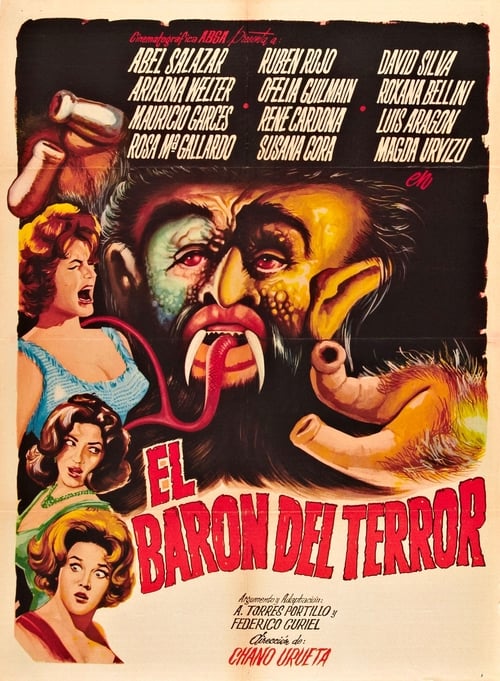 Cinematográfica ABSA Presenta a:
ABEL SALAZAR RUBEN ROJO DAVID SILVA
ARIADNA WELTER OFELIA GUILMAIN ROXANA BELLINI
MAURICIO GARCES • RENE CARDONA • LUIS ARAGON
ROSA Mª GALLARDO SUSANA CORA MAGDA URVIZU
en
EL
BARON DEL TERROR
Argumento y Adaptación:
A. TORRES PORTILLO y
FEDERICO CURIEL
Dirección de:
CHANO URUETA